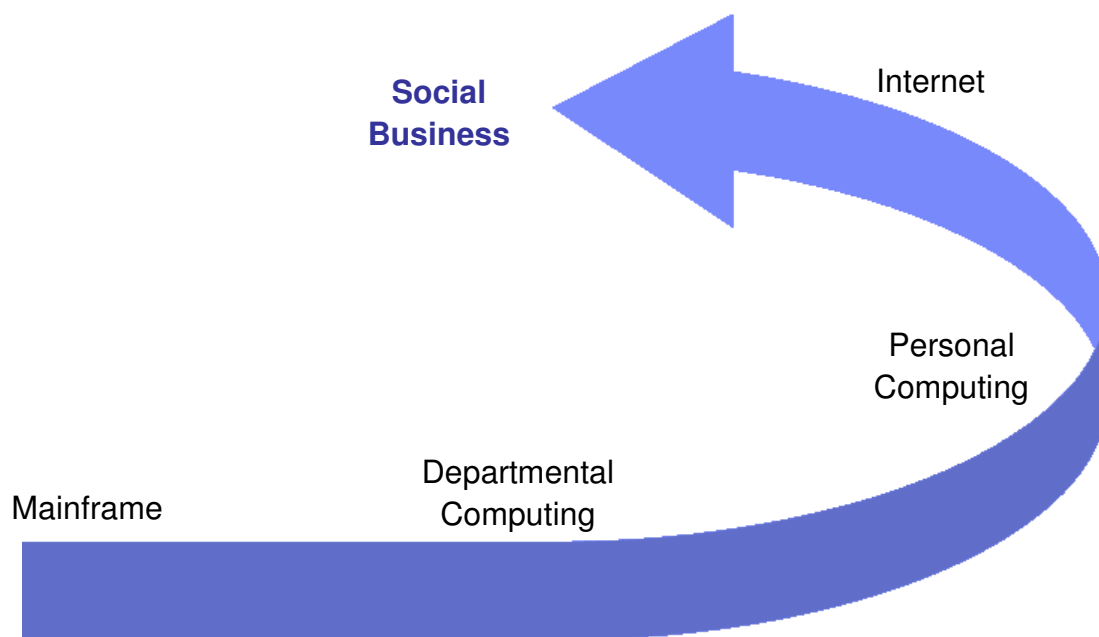 Social
Business
Internet
Personal
Computing
Departmental
Computing
Mainframe